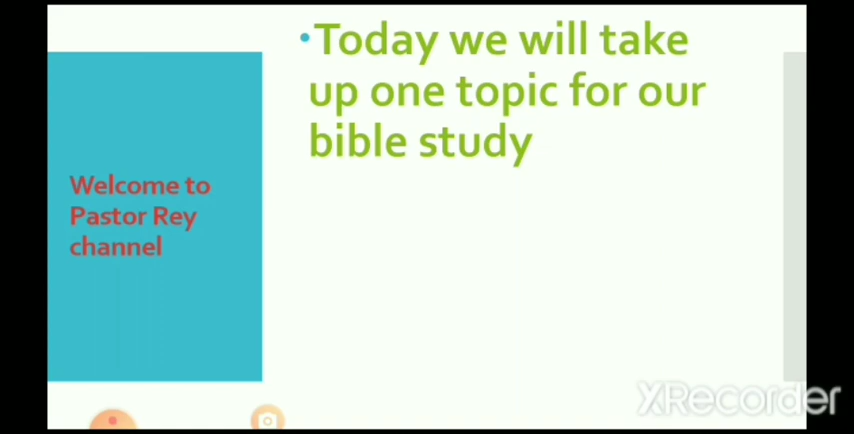 •Today we will take
up one topic for our
bible study
Welcome to
Pastor Rey
channel
XRecorder